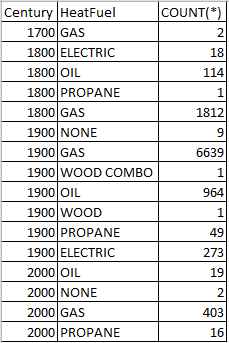 Century HeatFuel COUNT(*)
1700 GAS 2
1800 ELECTRIC 18
1800 OIL 114
1800 PROPANE 1
1800 GAS 1812
1900 NONE 9
1900 GAS 6639
1900 WOOD COMBO 1
1900 OIL 964
1900 WOOD 1
1900 PROPANE 49
1900 ELECTRIC 273
2000 OIL 19
2000 NONE 2
2000 GAS 403
2000 PROPANE 16